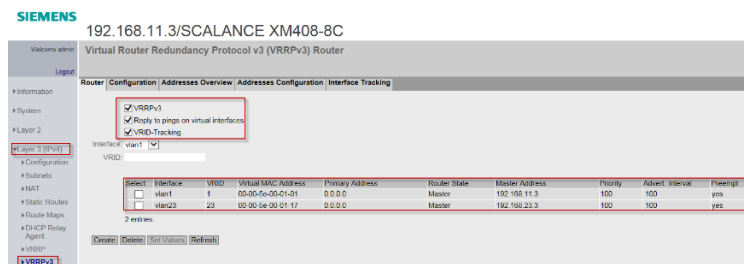 SIEMENS
192.168.11.3/SCALANCE XM408-8C
Welcome admin
Virtual Router Redundancy Protocol v3 (VRRPv3) Router
Logout
Router Configuration Addresses Overview Addresses Configuration Interface Tracking
Information
System
Layer 2
Layer 3 (IPv4)
Configuration
Subnets
NAT
Static Routes
Route Maps
DHCP Relay Agent
VRRP
VRRPv3
VRRPv3
Reply to pings on virtual interfaces
VRID-Tracking
Interface: vlan1
VRID:
Select Interface VRID Virtual MAC Address Primary Address Router State Master Address Priority Advert. Interval Preempt
vlan1 1 00-00-5e-00-01-01 0.0.0.0 Master 192.168.11.3 100 100 yes
vlan23 23 00-00-5e-00-01-17 0.0.0.0 Master 192.168.23.3 100 100 yes
2 entries.
Create Delete Set Values Refresh